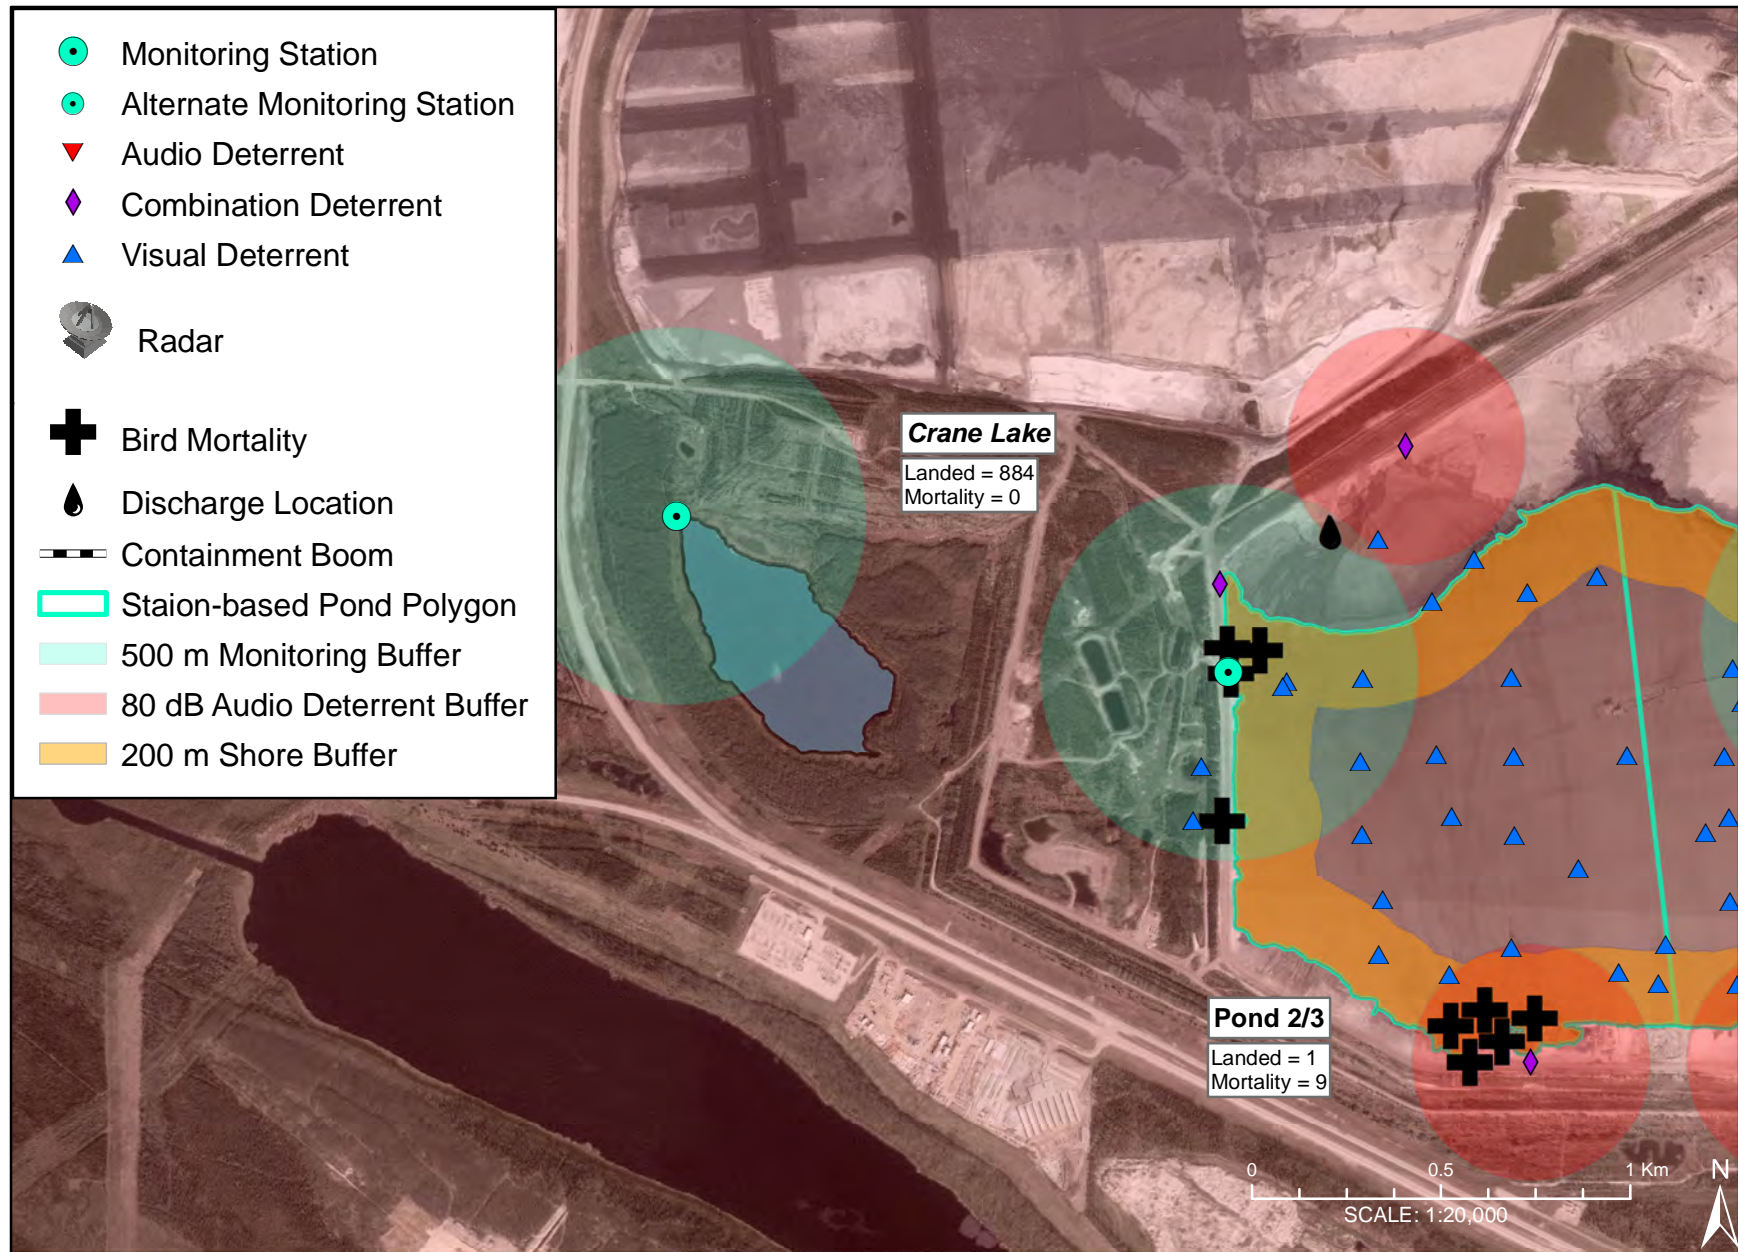 Monitoring Station
Alternate Monitoring Station
Audio Deterrent
Combination Deterrent
Visual Deterrent
Radar
Bird Mortality
Discharge Location
Containment Boom
Staion-based Pond Polygon
500 m Monitoring Buffer
80 dB Audio Deterrent Buffer
200 m Shore Buffer
Crane Lake
Landed = 884
Mortality = 0
Pond 2/3
Landed = 1
Mortality = 9
0 0.5 1 Km
SCALE: 1:20,000
N